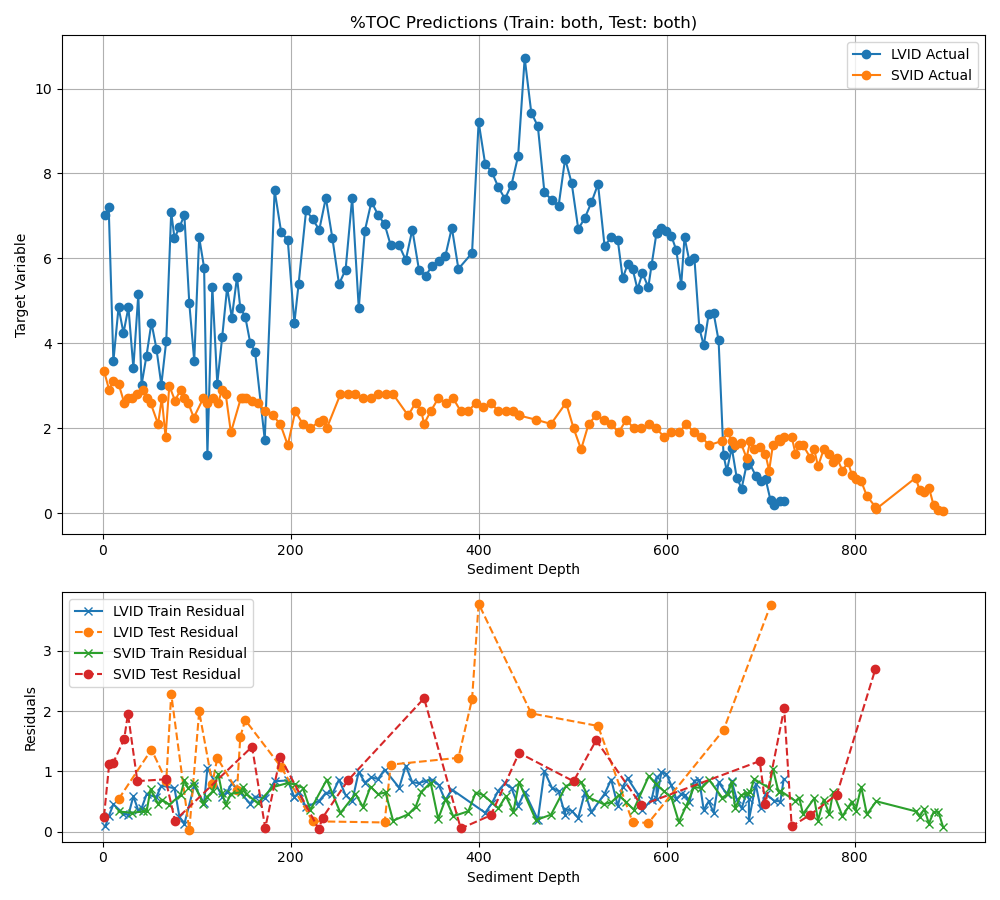 %TOC Predictions (Train: both, Test: both)
LVID Actual
SVID Actual
Target Variable
10
8
6
4
2
0
0 200 400 600 800
Sediment Depth
LVID Train Residual
LVID Test Residual
SVID Train Residual
SVID Test Residual
Residuals
3
2
1
0
0 200 400 600 800
Sediment Depth